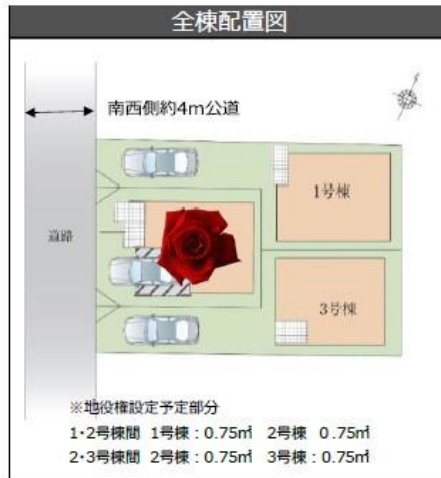 全棟配置図
南西側約4m公道
1号棟
道路
3号棟
※地役権設定予定部分
1・2号棟間 1号棟：0.75㎡ 2号棟 0.75㎡
2・3号棟間 2号棟：0.75㎡ 3号棟：0.75㎡